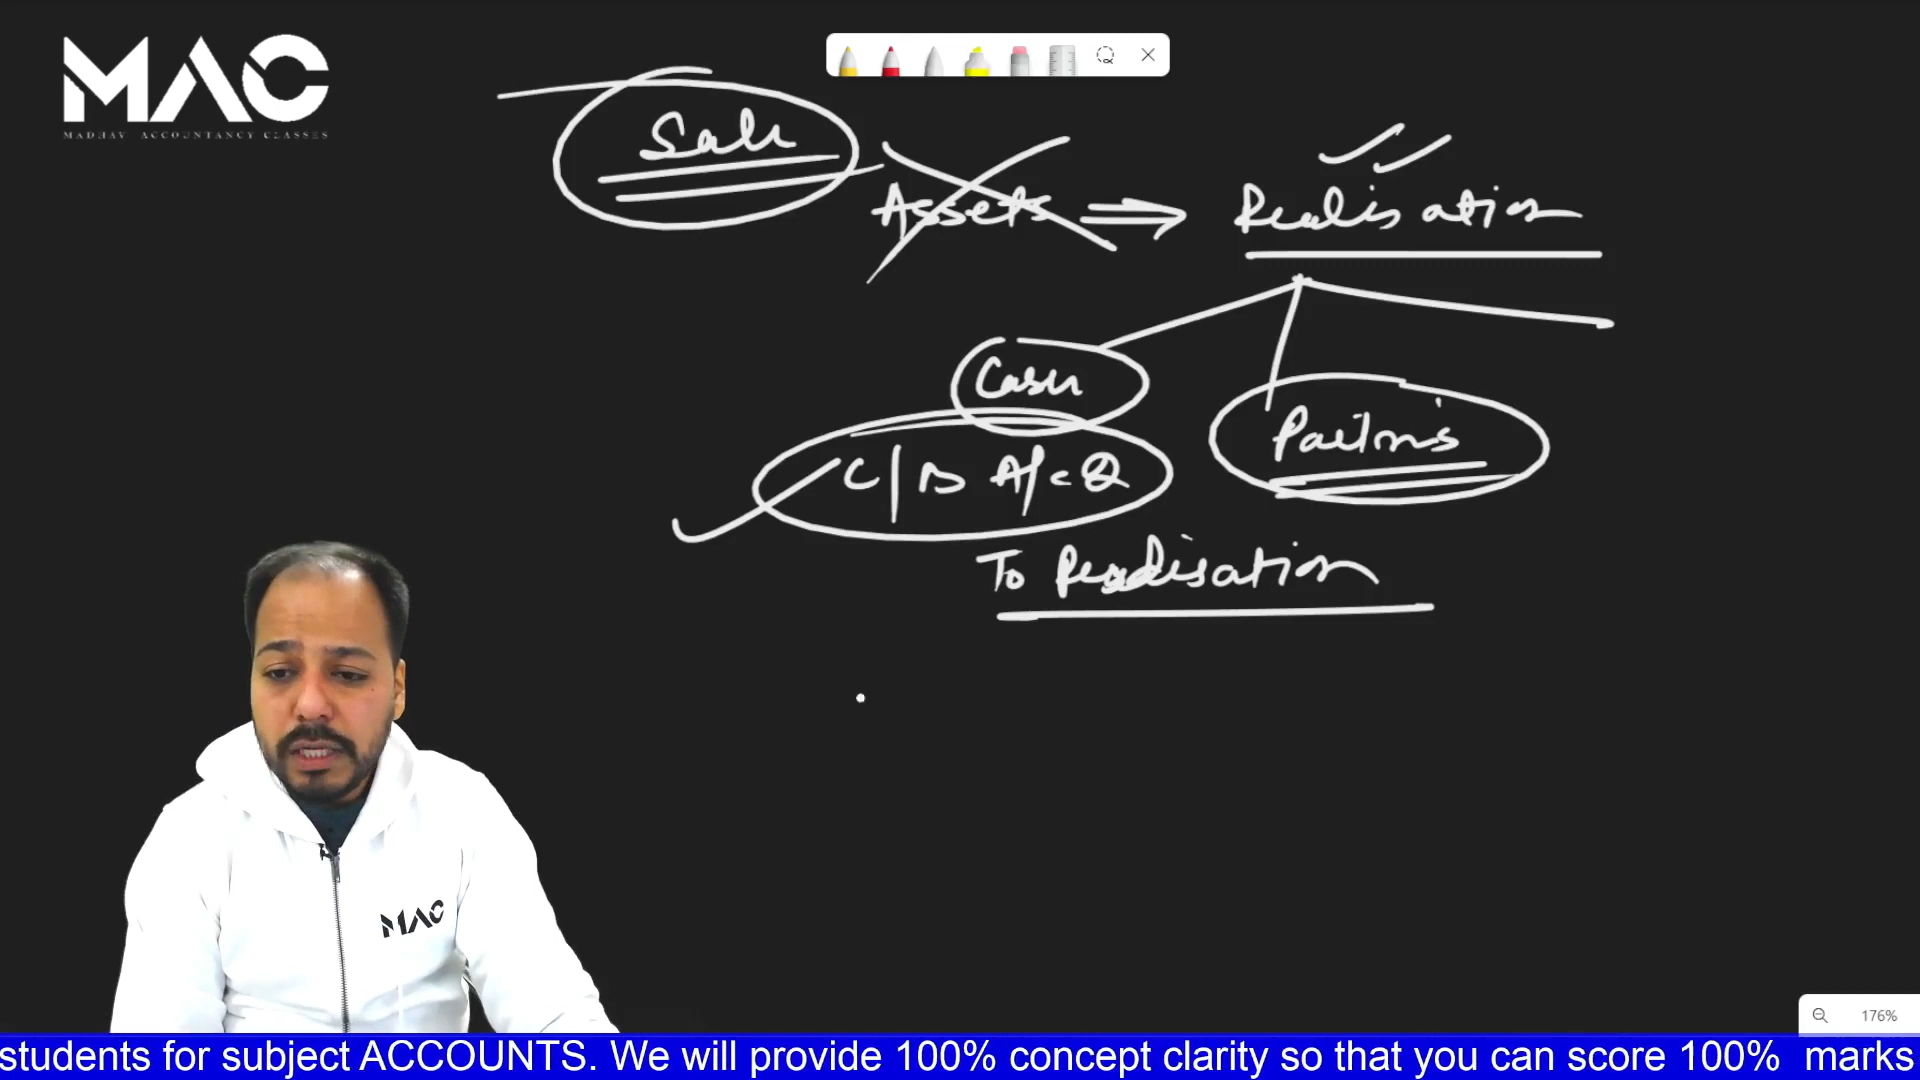 MAC
MADHAV ACCOUNTANCY CLASSES
Sale
Assets ⇒ Realisation
Cash
Partners
C/B A/c Dr
To Realisation
MAC
176%
students for subject ACCOUNTS. We will provide 100% concept clarity so that you can score 100% marks